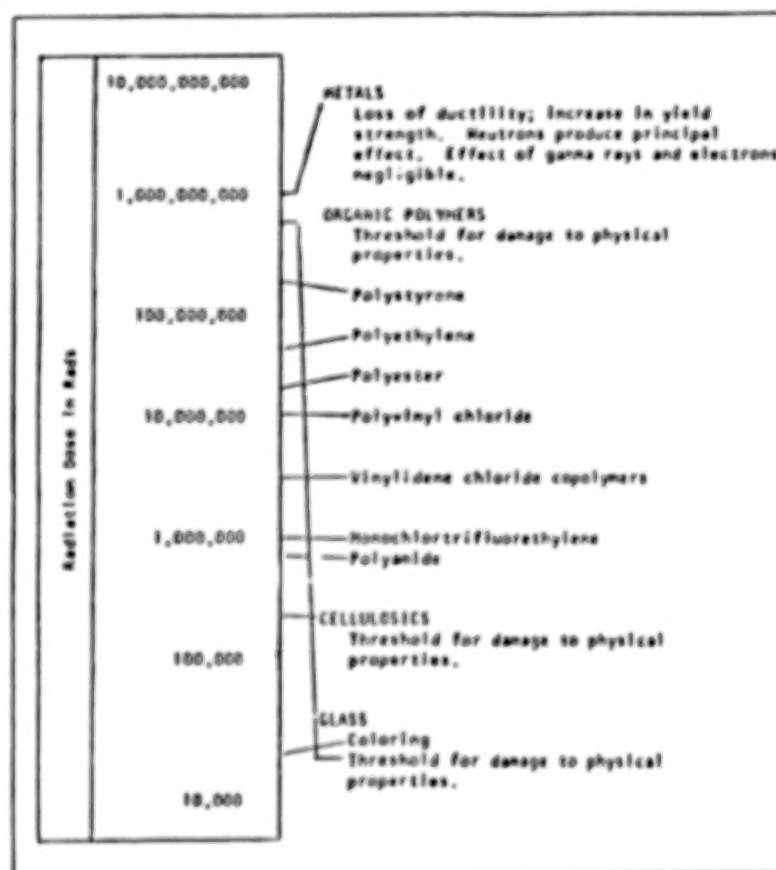 10,000,000,000
METALS
Loss of ductility; increase in yield
strength. Neutrons produce principal
effect. Effect of gamma rays and electrons
negligible.
1,000,000,000
ORGANIC POLYMERS
Threshold for damage to physical
properties.
Polystyrene
100,000,000
Polyethylene
Polyester
10,000,000
Polyvinyl chloride
Vinylidene chloride copolymers
1,000,000
Monochlortrifluorethylene
Polyamide
CELLULOSICS
Threshold for damage to physical
properties.
100,000
GLASS
Coloring
Threshold for damage to physical
properties.
10,000
Radiation Dose in Rads